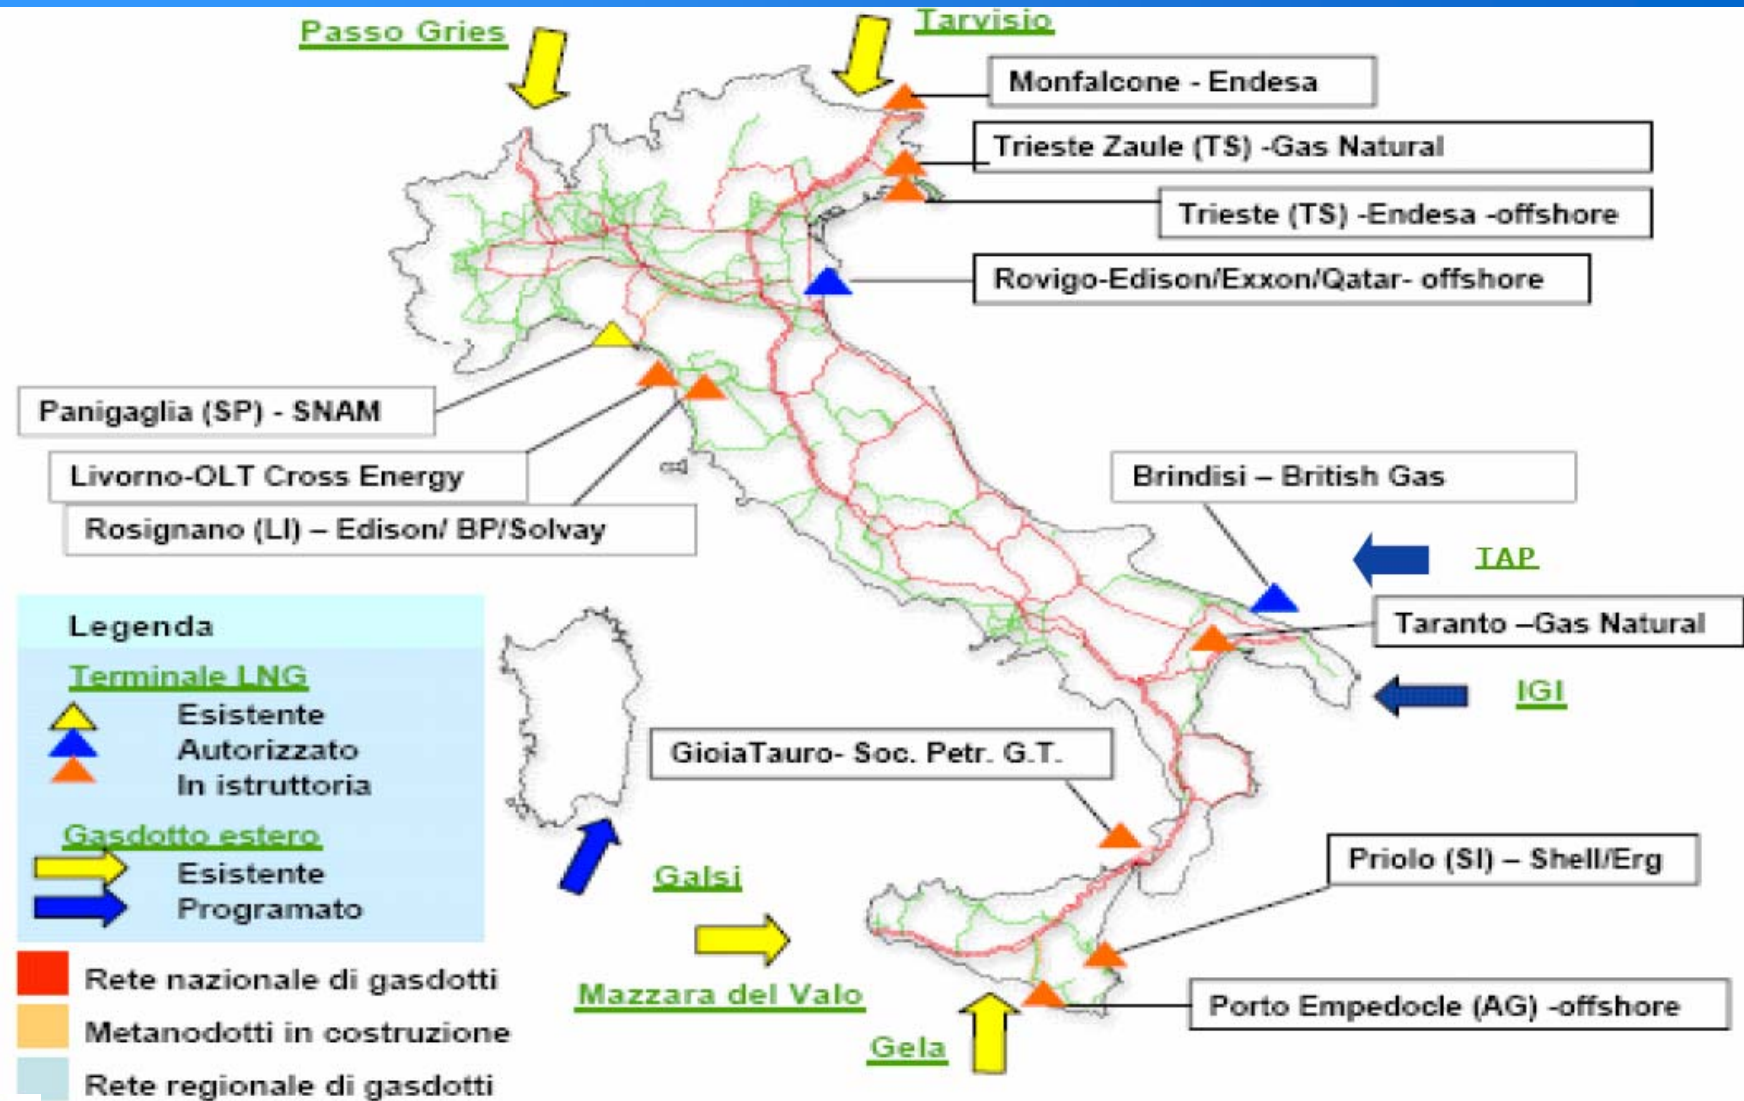 Passo Gries
Tarvisio
Monfalcone - Endesa
Trieste Zaule (TS) -Gas Natural
Trieste (TS) -Endesa -offshore
Rovigo-Edison/Exxon/Qatar- offshore
Panigaglia (SP) - SNAM
Livorno-OLT Cross Energy
Rosignano (LI) – Edison/ BP/Solvay
Brindisi – British Gas
TAP
Taranto –Gas Natural
IGI
GioiaTauro- Soc. Petr. G.T.
Priolo (SI) – Shell/Erg
Galsi
Mazzara del Valo
Porto Empedocle (AG) -offshore
Gela
Legenda
Terminale LNG
Esistente
Autorizzato
In istruttoria
Gasdotto estero
Esistente
Programato
Rete nazionale di gasdotti
Metanodotti in costruzione
Rete regionale di gasdotti